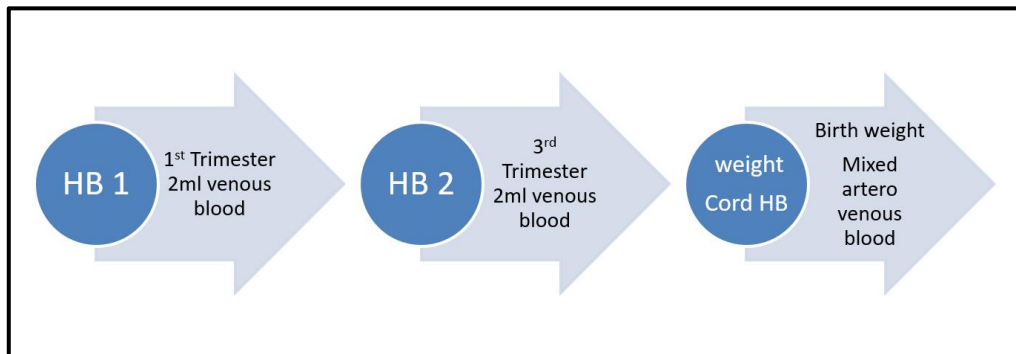 HB 1
1st Trimester
2ml venous
blood
HB 2
3rd
Trimester
2ml venous
blood
weight
Cord HB
Birth weight
Mixed
artero
venous
blood